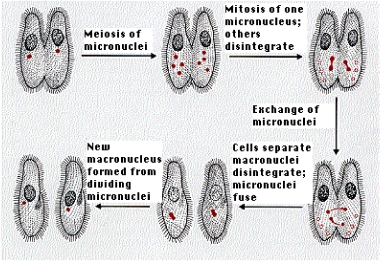 Meiosis of
micronuclei
Mitosis of one
micronucleus;
others
disintegrate
Exchange of
micronuclei
Cells separate
macronuclei
disintegrate;
micronuclei
fuse
New
macronucleus
formed from
dividing
micronuclei